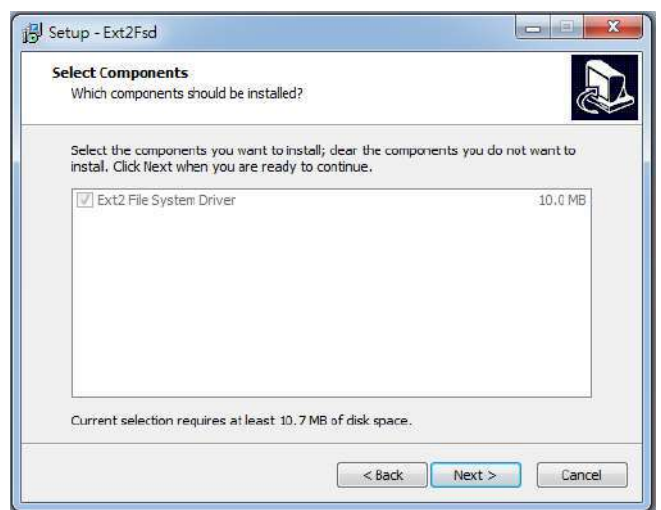 Setup - Ext2Fsd
Select Components
Which components should be installed?
Select the components you want to install; clear the components you do not want to
install. Click Next when you are ready to continue.
Ext2 File System Driver 10.0 MB
Current selection requires at least 10.7 MB of disk space.
< Back Next > Cancel